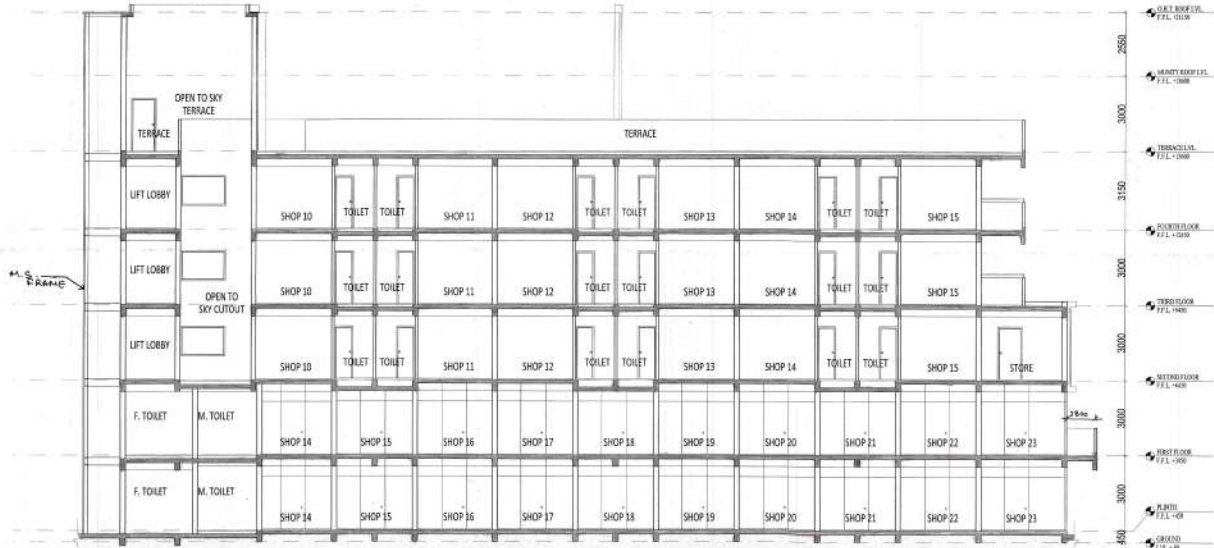 O.H.T. ROOF LVL.
2550
MUMTY ROOF LVL.
OPEN TO SKY
TERRACE
3000
TERRACE
TERRACE
TERRACE LVL.
3150
LIFT LOBBY
SHOP 10
TOILET
TOILET
SHOP 11
SHOP 12
TOILET
TOILET
SHOP 13
SHOP 14
TOILET
TOILET
SHOP 15
FOURTH FLOOR
3000
LIFT LOBBY
M.S.
FRAME
SHOP 10
TOILET
TOILET
SHOP 11
SHOP 12
TOILET
TOILET
SHOP 13
SHOP 14
TOILET
TOILET
SHOP 15
OPEN TO
SKY CUTOUT
THIRD FLOOR
3000
LIFT LOBBY
SHOP 10
TOILET
TOILET
SHOP 11
SHOP 12
TOILET
TOILET
SHOP 13
SHOP 14
TOILET
TOILET
SHOP 15
STORE
SECOND FLOOR
3000
F. TOILET
M. TOILET
SHOP 14
SHOP 15
SHOP 16
SHOP 17
SHOP 18
SHOP 19
SHOP 20
SHOP 21
SHOP 22
SHOP 23
FIRST FLOOR
3000
F. TOILET
M. TOILET
SHOP 14
SHOP 15
SHOP 16
SHOP 17
SHOP 18
SHOP 19
SHOP 20
SHOP 21
SHOP 22
SHOP 23
PLINTH
450
GROUND